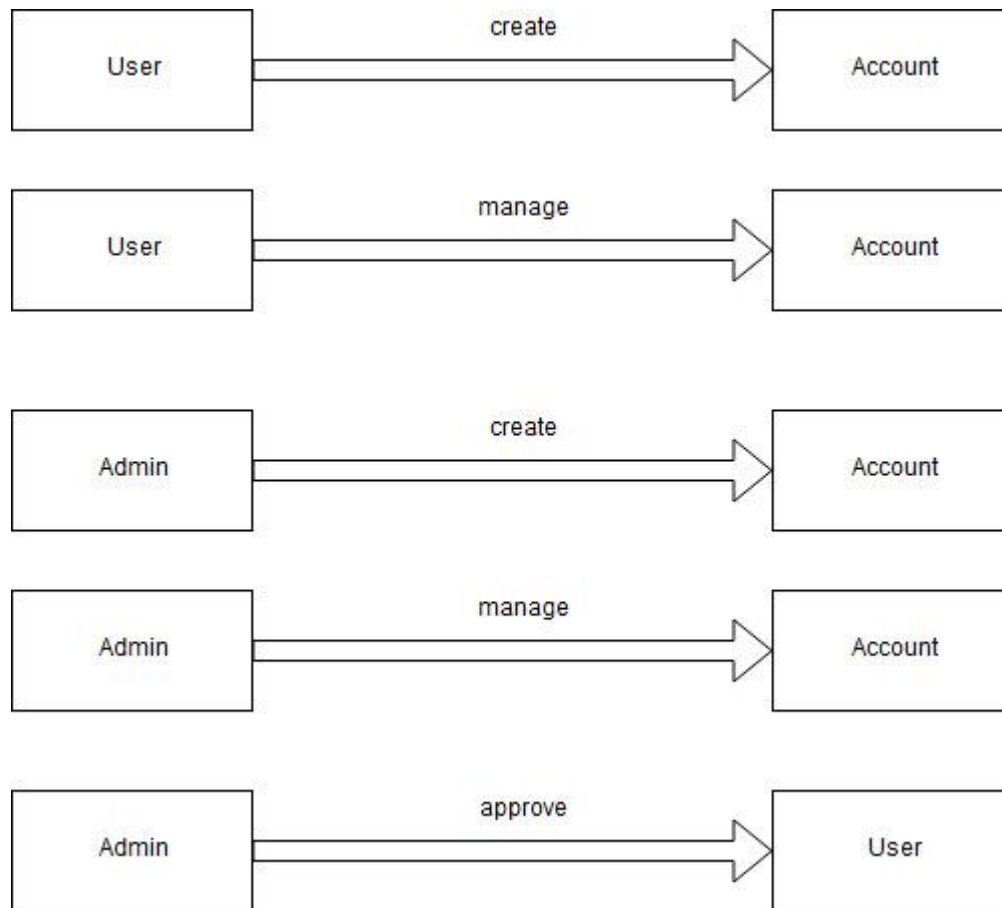 create
User
Account
manage
User
Account
create
Admin
Account
manage
Admin
Account
approve
Admin
User